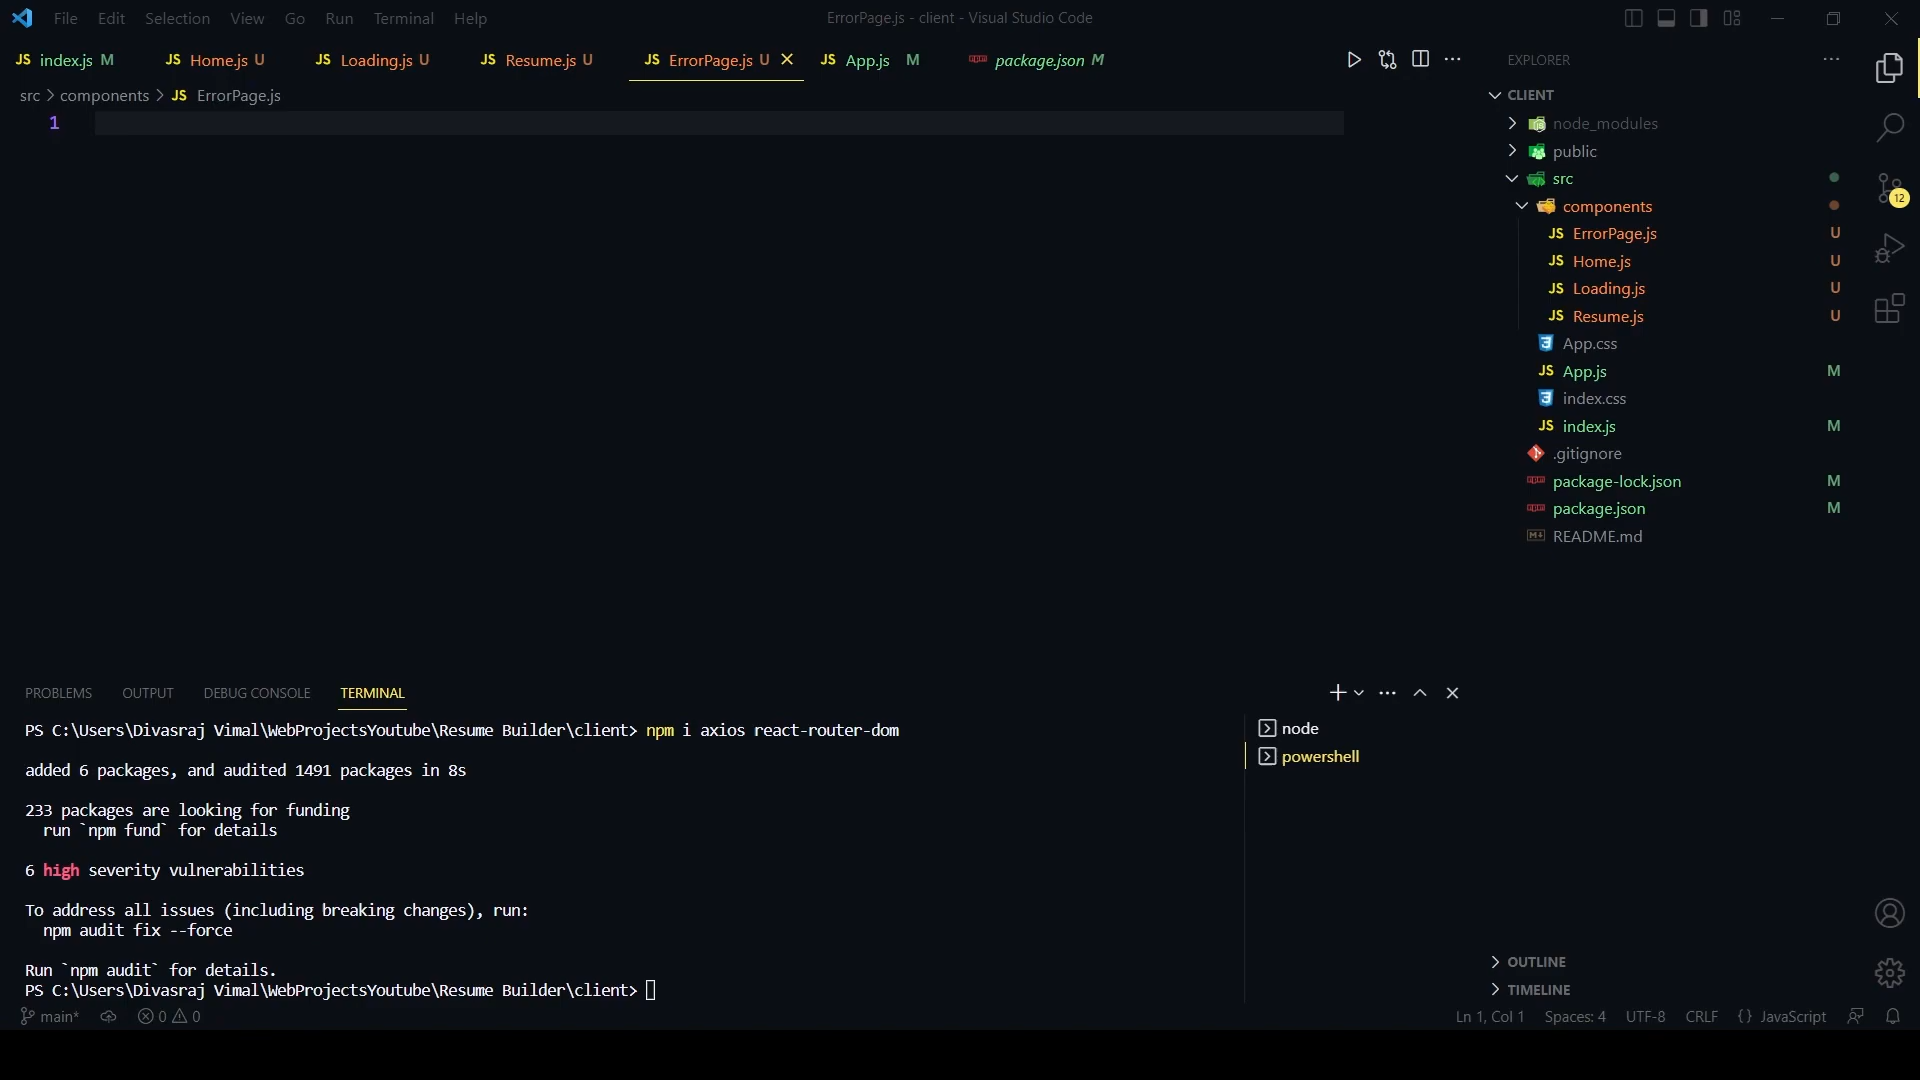 File Edit Selection View Go Run Terminal Help
ErrorPage.js - client - Visual Studio Code
JS index.js M JS Home.js U JS Loading.js U JS Resume.js U JS ErrorPage.js U JS App.js M package.json M
src > components > JS ErrorPage.js
1
EXPLORER
CLIENT
node_modules
public
src
components
JS ErrorPage.js U
JS Home.js U
JS Loading.js U
JS Resume.js U
App.css
JS App.js M
index.css
JS index.js M
.gitignore
package-lock.json M
package.json M
README.md
12
PROBLEMS OUTPUT DEBUG CONSOLE TERMINAL
PS C:\Users\Divasraj Vimal\WebProjectsYoutube\Resume Builder\client> npm i axios react-router-dom
added 6 packages, and audited 1491 packages in 8s
233 packages are looking for funding
run `npm fund` for details
6 high severity vulnerabilities
To address all issues (including breaking changes), run:
npm audit fix --force
Run `npm audit` for details.
PS C:\Users\Divasraj Vimal\WebProjectsYoutube\Resume Builder\client>
node
powershell
OUTLINE
TIMELINE
main* 0 0
Ln 1, Col 1 Spaces: 4 UTF-8 CRLF {} JavaScript